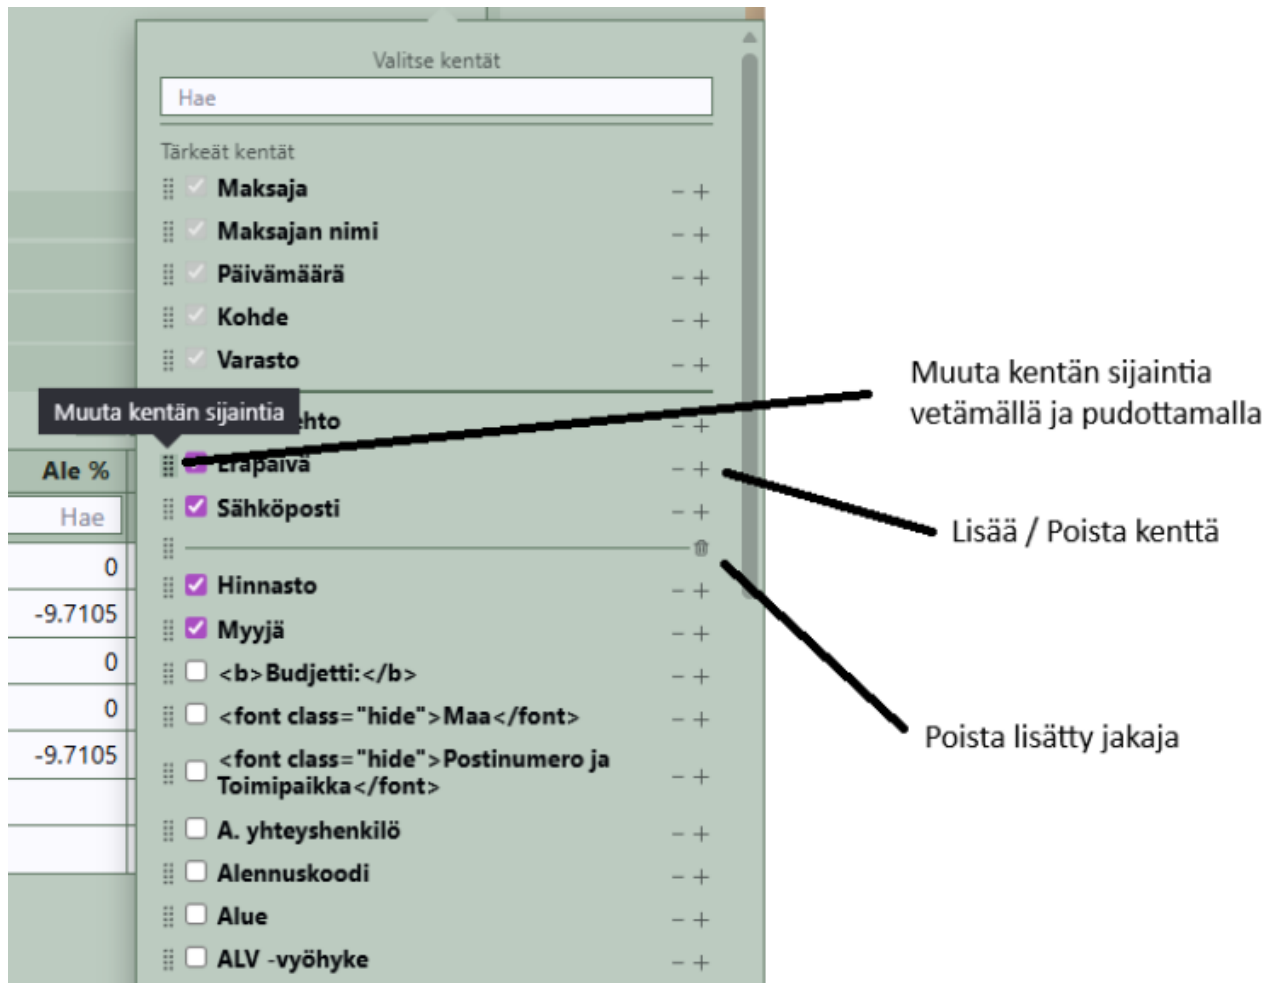 Valitse kentät
Hae
Tärkeät kentät
Maksaja - +
Maksajan nimi - +
Päivämäärä - +
Kohde - +
Varasto - +
Muuta kentän sijaintia
ehto - +
Eräpäivä - +
Sähköposti - +
Hinnasto - +
Myyjä - +
<b>Budjetti:</b> - +
<font class="hide">Maa</font> - +
<font class="hide">Postinumero ja
Toimipaikka</font> - +
A. yhteyshenkilö - +
Alennuskoodi - +
Alue - +
ALV -vyöhyke - +
Ale %
Hae
0
-9.7105
0
0
-9.7105
Muuta kentän sijaintia
vetämällä ja pudottamalla
Lisää / Poista kenttä
Poista lisätty jakaja